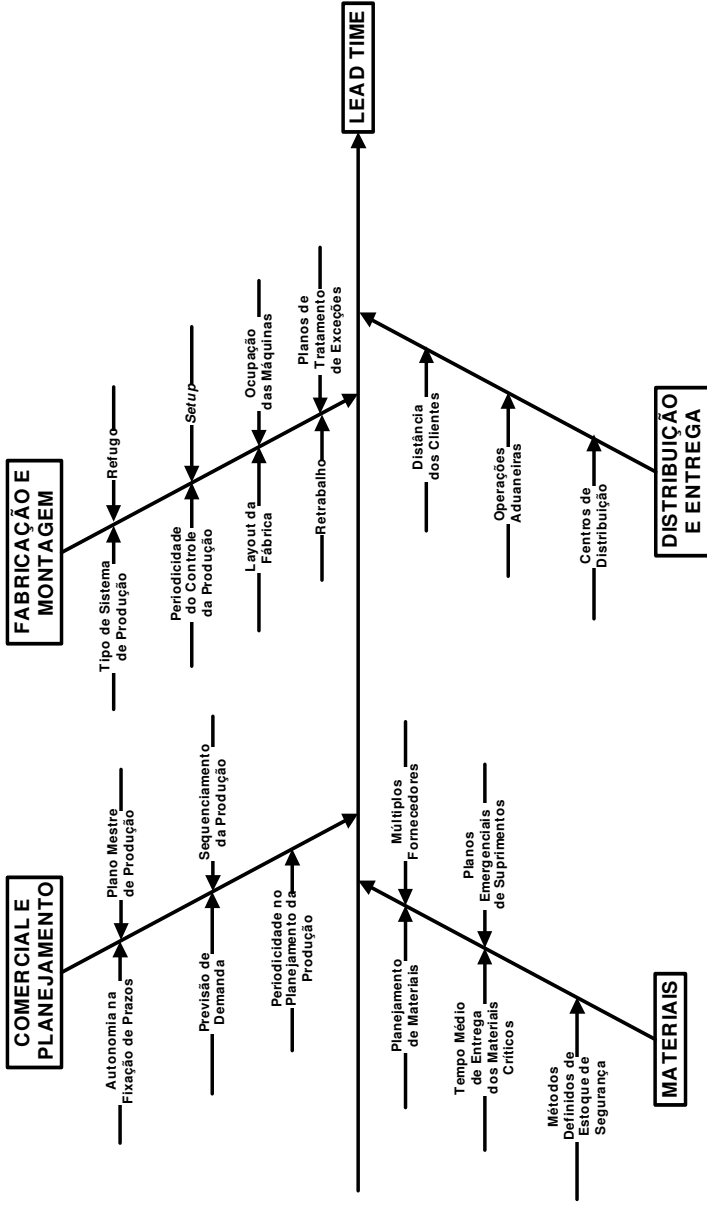 COMERCIAL E
PLANEJAMENTO
Autonomia na
Fixação de Prazos
Plano Mestre
de Produção
Previsão de
Demanda
Sequenciamento
da Produção
Periodicidade no
Planejamento da
Produção
FABRICAÇÃO E
MONTAGEM
Tipo de Sistema
de Produção
Refugo
Periodicidade
do Controle
da Produção
Setup
Layout da
Fábrica
Ocupação
das Máquinas
Retrabalho
Planos de
Tratamento
de Exceções
LEAD TIME
Planejamento
de Materiais
Múltiplos
Fornecedores
Tempo Médio
de Entrega
dos Materiais
Críticos
Planos
Emergenciais
de Suprimentos
Métodos
Definidos de
Estoque de
Segurança
MATERIAIS
Distância
dos Clientes
Operações
Aduaneiras
Centros de
Distribuição
DISTRIBUIÇÃO
E ENTREGA